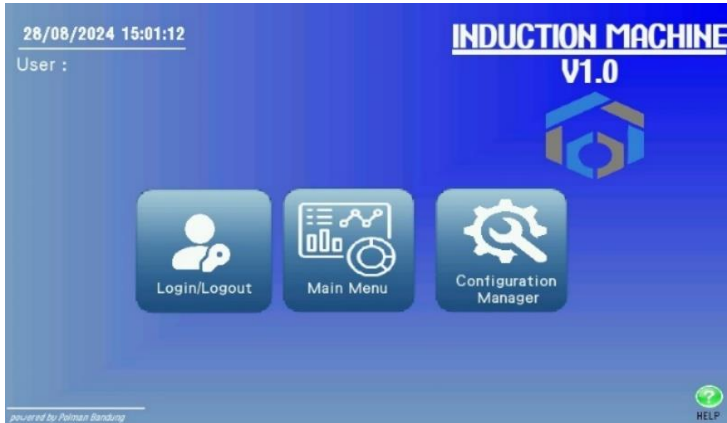 28/08/2024 15:01:12
User :
INDUCTION MACHINE
V1.0
Login/Logout
Main Menu
Configuration
Manager
powered by Polman Bandung
HELP